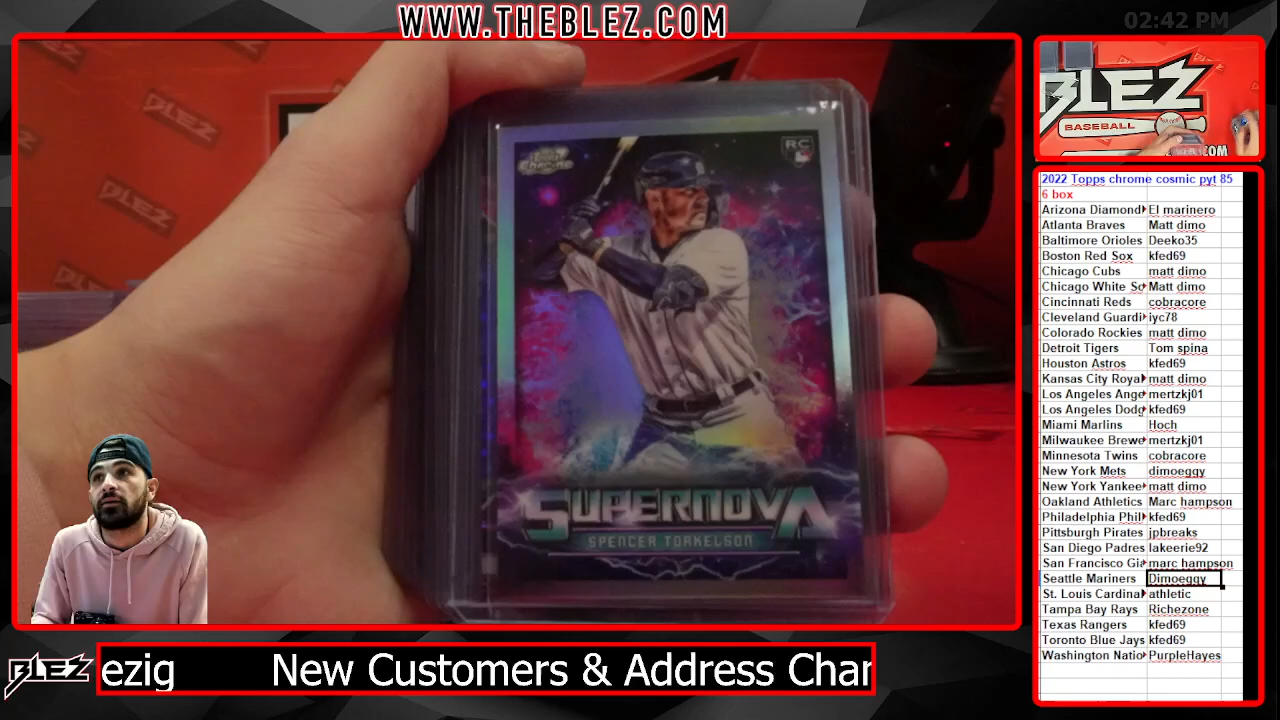 WWW.THEBLEZ.COM
02:42 PM
BLEZ
BASEBALL
.COM
BLEZ
BLEZ
RC
TOPPS
CHROME
SUPERNOVA
SPENCER TORKELSON
2022 Topps chrome cosmic pyt 85
6 box
Arizona Diamond El marinero
Atlanta Braves Matt dimo
Baltimore Orioles Deeko35
Boston Red Sox kfed69
Chicago Cubs matt dimo
Chicago White So Matt dimo
Cincinnati Reds cobracore
Cleveland Guardi iyc78
Colorado Rockies matt dimo
Detroit Tigers Tom spina
Houston Astros kfed69
Kansas City Roya matt dimo
Los Angeles Ange mertzkj01
Los Angeles Dodg kfed69
Miami Marlins Hoch
Milwaukee Brewe mertzkj01
Minnesota Twins cobracore
New York Mets dimoeggy
New York Yankee matt dimo
Oakland Athletics Marc hampson
Philadelphia Phil kfed69
Pittsburgh Pirates jpbreaks
San Diego Padres lakeerie92
San Francisco Gia marc hampson
Seattle Mariners Dimoeggy
St. Louis Cardina athletic
Tampa Bay Rays Richezone
Texas Rangers kfed69
Toronto Blue Jays kfed69
Washington Natio PurpleHayes
BLEZ
ezig New Customers & Address Char